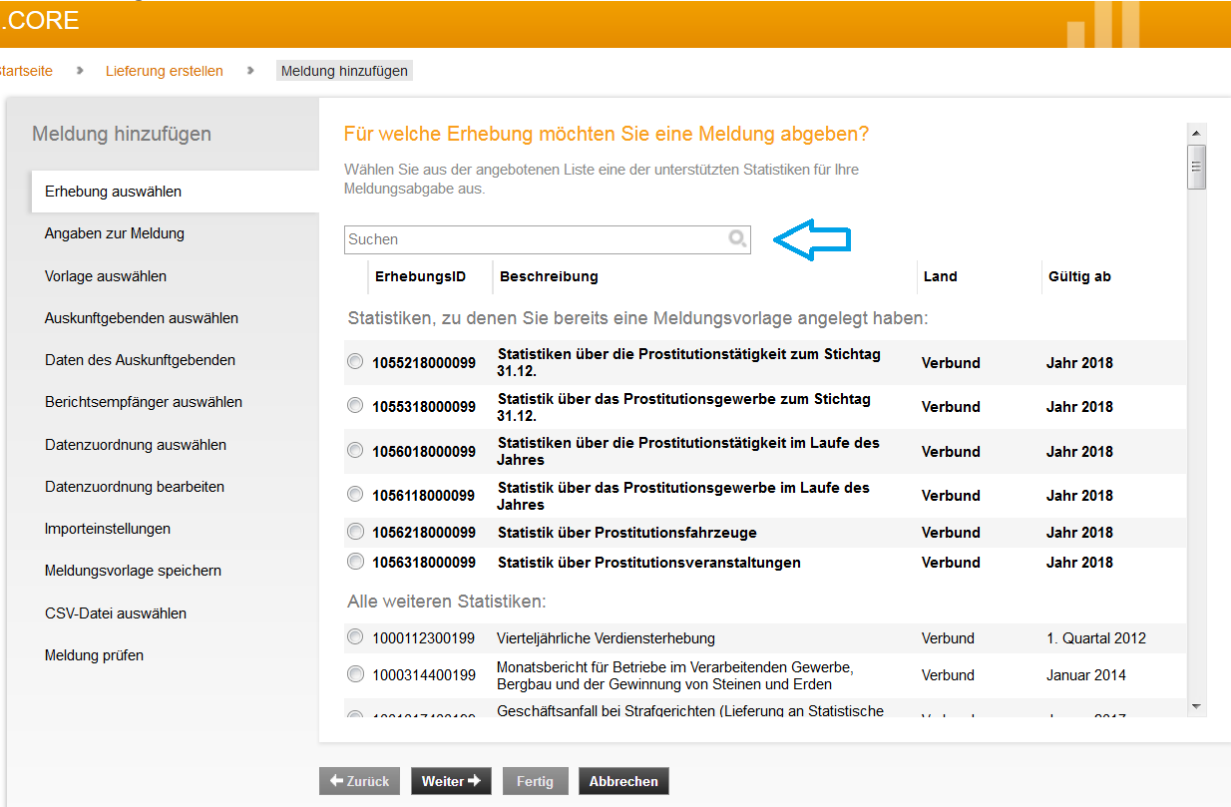 .CORE
Startseite > Lieferung erstellen > Meldung hinzufügen
Meldung hinzufügen
Erhebung auswählen
Angaben zur Meldung
Vorlage auswählen
Auskunftgebenden auswählen
Daten des Auskunftgebenden
Berichtsempfänger auswählen
Datenzuordnung auswählen
Datenzuordnung bearbeiten
Importeinstellungen
Meldungsvorlage speichern
CSV-Datei auswählen
Meldung prüfen
Für welche Erhebung möchten Sie eine Meldung abgeben?
Wählen Sie aus der angebotenen Liste eine der unterstützten Statistiken für Ihre
Meldungsabgabe aus.
Suchen
ErhebungsID Beschreibung Land Gültig ab
Statistiken, zu denen Sie bereits eine Meldungsvorlage angelegt haben:
1055218000099 Statistiken über die Prostitutionstätigkeit zum Stichtag
31.12. Verbund Jahr 2018
1055318000099 Statistik über das Prostitutionsgewerbe zum Stichtag
31.12. Verbund Jahr 2018
1056018000099 Statistiken über die Prostitutionstätigkeit im Laufe des
Jahres Verbund Jahr 2018
1056118000099 Statistik über das Prostitutionsgewerbe im Laufe des
Jahres Verbund Jahr 2018
1056218000099 Statistik über Prostitutionsfahrzeuge Verbund Jahr 2018
1056318000099 Statistik über Prostitutionsveranstaltungen Verbund Jahr 2018
Alle weiteren Statistiken:
1000112300199 Vierteljährliche Verdiensterhebung Verbund 1. Quartal 2012
1000314400199 Monatsbericht für Betriebe im Verarbeitenden Gewerbe,
Bergbau und der Gewinnung von Steinen und Erden Verbund Januar 2014
Geschäftsanfall bei Strafgerichten (Lieferung an Statistische
Zurück Weiter Fertig Abbrechen